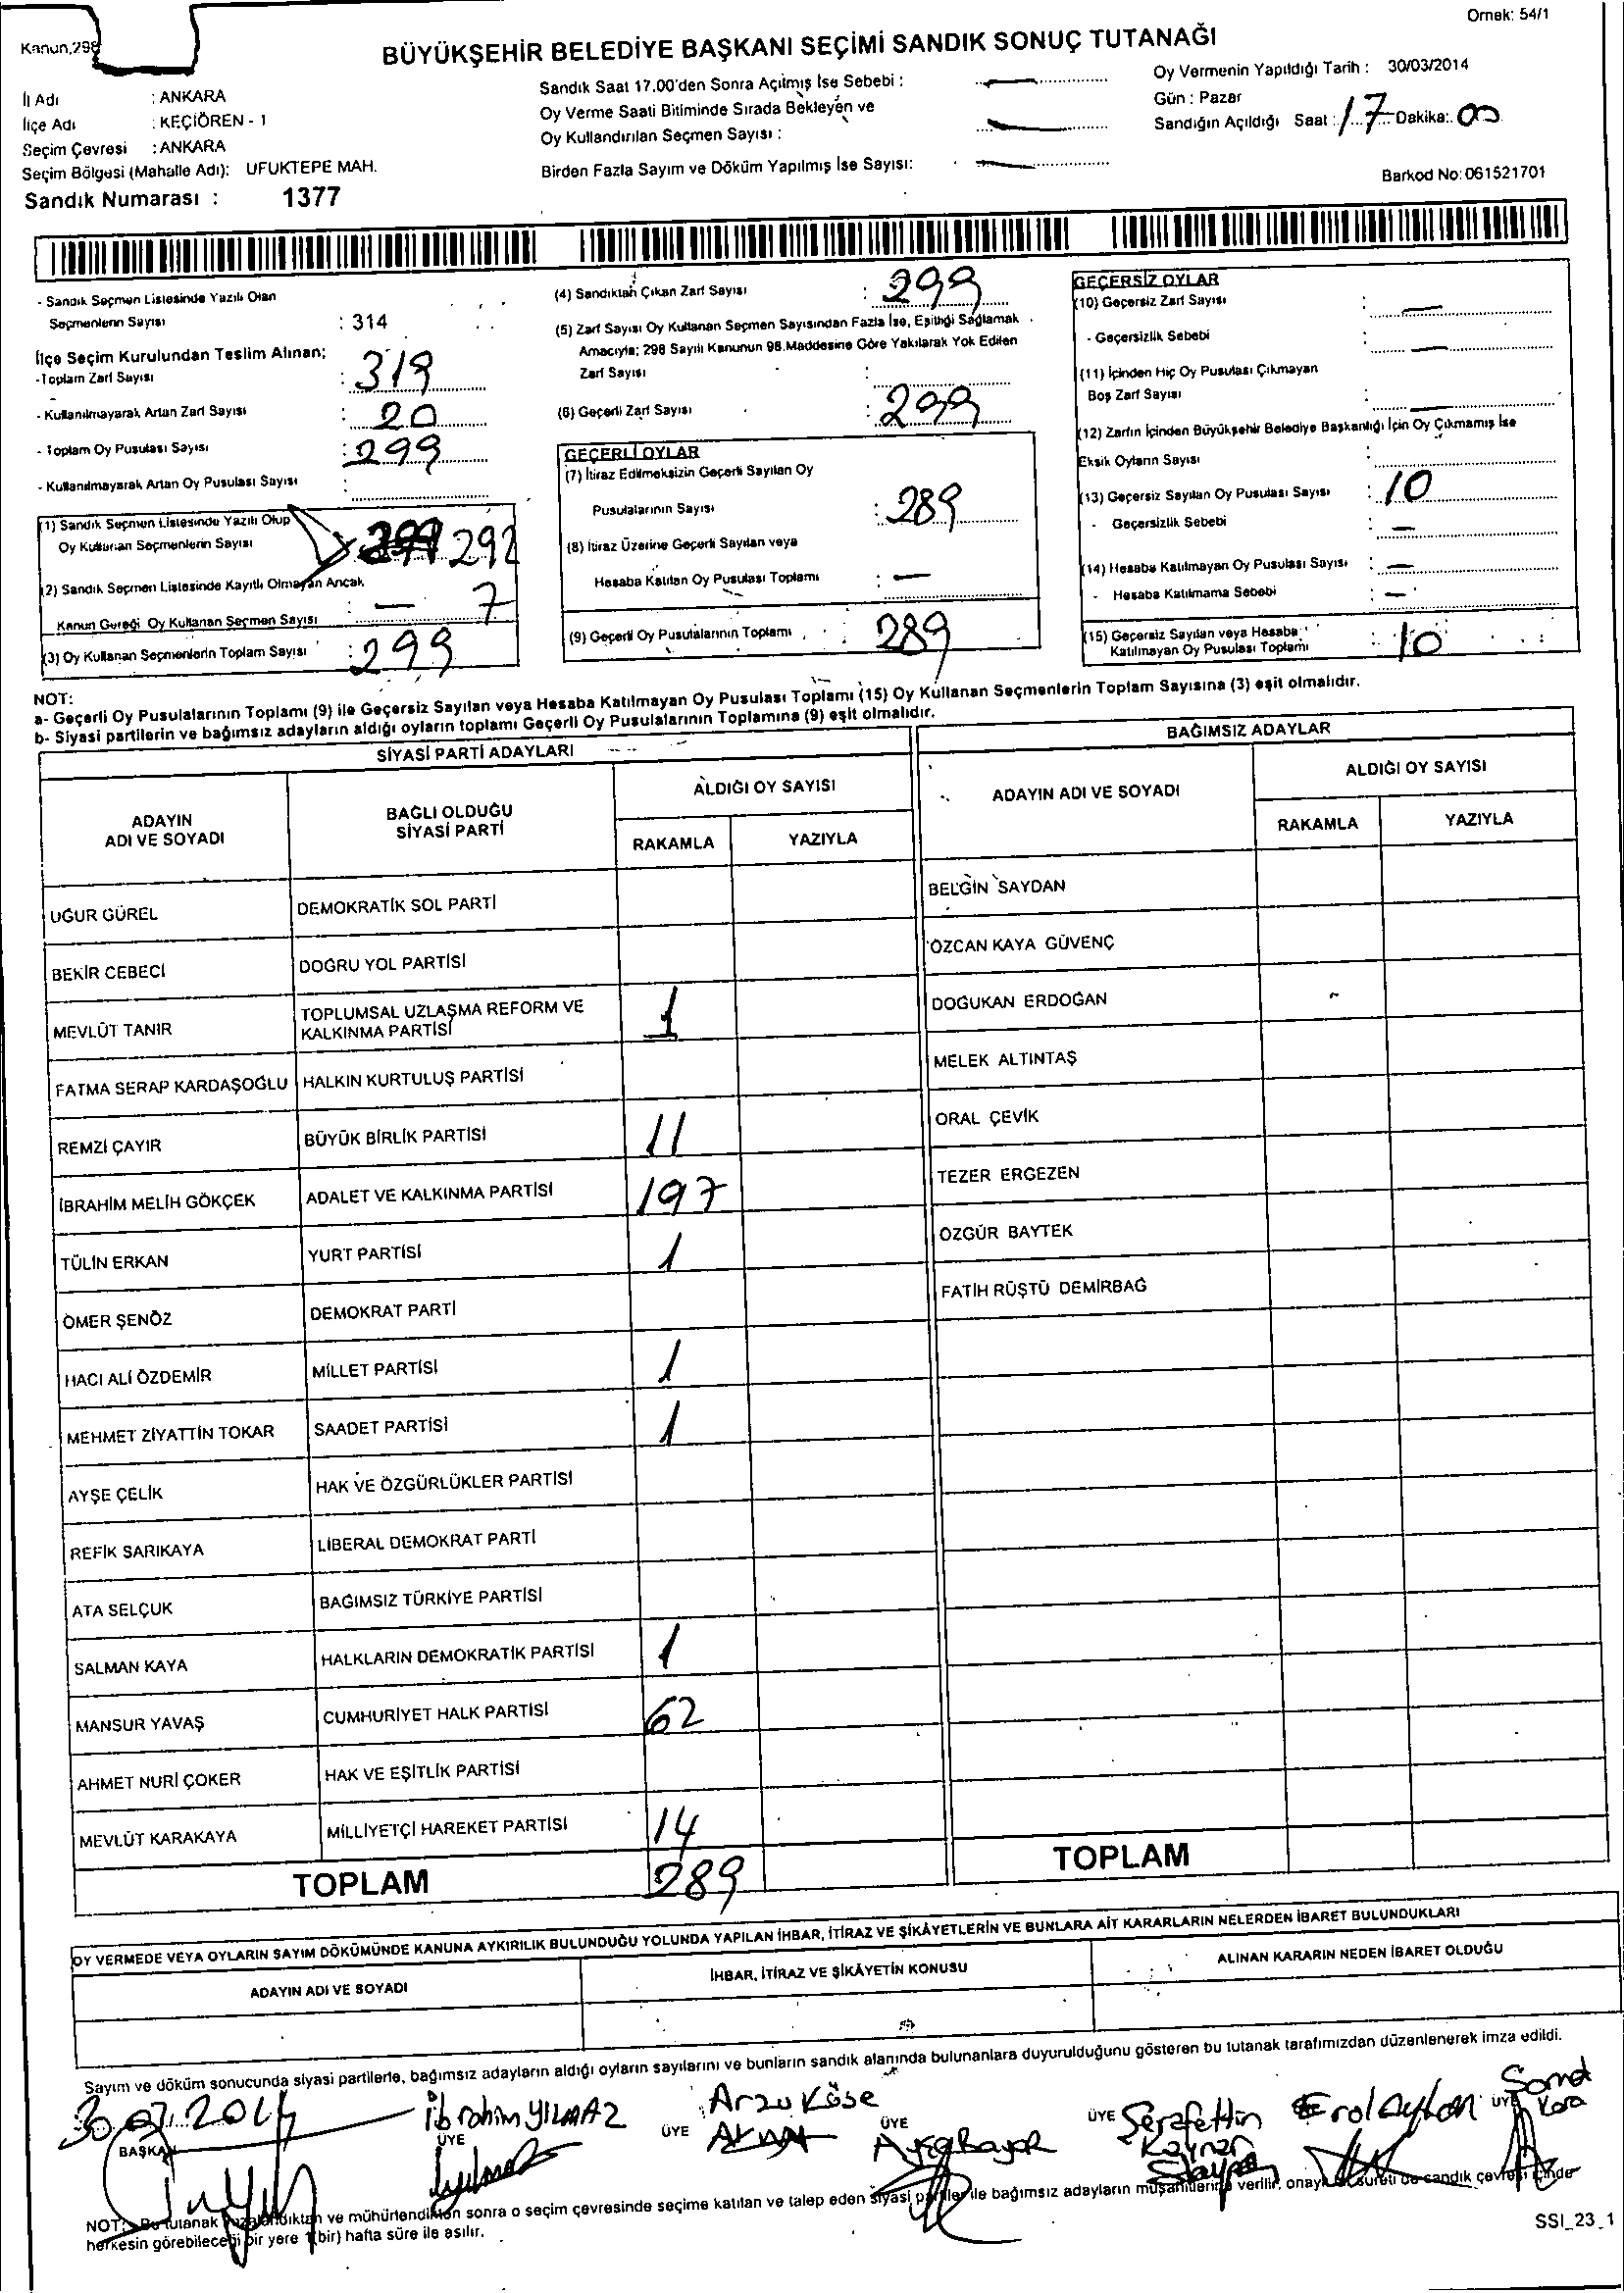 Örnek: 54/1
Kanun,298
BÜYÜKŞEHİR BELEDİYE BAŞKANI SEÇİMİ SANDIK SONUÇ TUTANAĞI
İl Adı : ANKARA
İlçe Adı : KEÇİÖREN - 1
Seçim Çevresi : ANKARA
Seçim Bölgesi (Mahalle Adı): UFUKTEPE MAH.
Sandık Numarası : 1377
Sandık Saat 17.00'den Sonra Açılmış İse Sebebi :
Oy Verme Saati Bitiminde Sırada Bekleyen ve
Oy Kullandırılan Seçmen Sayısı :
Birden Fazla Sayım ve Döküm Yapılmış İse Sayısı:
Oy Vermenin Yapıldığı Tarih : 30/03/2014
Gün : Pazar
Sandığın Açıldığı Saat : 17 Dakika: 00
Barkod No: 061521701
- Sandık Seçmen Listesinde Yazılı Olan
Seçmenlerin Sayısı : 314
İlçe Seçim Kurulundan Teslim Alınan;
- Toplam Zarf Sayısı : 319
- Kullanılmayarak Artan Zarf Sayısı : 20
- Toplam Oy Pusulası Sayısı : 299
- Kullanılmayarak Artan Oy Pusulası Sayısı :
(1) Sandık Seçmen Listesinde Yazılı Olup
Oy Kullanan Seçmenlerin Sayısı 299 292
(2) Sandık Seçmen Listesinde Kayıtlı Olmayan Ancak
Kanun Gereği Oy Kullanan Seçmen Sayısı : — 7
(3) Oy Kullanan Seçmenlerin Toplam Sayısı : 299
(4) Sandıktan Çıkan Zarf Sayısı : 299
(5) Zarf Sayısı Oy Kullanan Seçmen Sayısından Fazla İse, Eşitliği Sağlamak
Amacıyla; 298 Sayılı Kanunun 98.Maddesine Göre Yakılarak Yok Edilen
Zarf Sayısı :
(6) Geçerli Zarf Sayısı : 299
GEÇERLİ OYLAR
(7) İtiraz Edilmeksizin Geçerli Sayılan Oy
Pusulalarının Sayısı : 289
(8) İtiraz Üzerine Geçerli Sayılan veya
Hesaba Katılan Oy Pusulası Toplamı : —
(9) Geçerli Oy Pusulalarının Toplamı : 289
GEÇERSİZ OYLAR
(10) Geçersiz Zarf Sayısı : —
- Geçersizlik Sebebi : —
(11) İçinden Hiç Oy Pusulası Çıkmayan
Boş Zarf Sayısı : —
(12) Zarfın İçinden Büyükşehir Belediye Başkanlığı İçin Oy Çıkmamış İse
Eksik Oyların Sayısı :
(13) Geçersiz Sayılan Oy Pusulası Sayısı : 10
- Geçersizlik Sebebi : —
(14) Hesaba Katılmayan Oy Pusulası Sayısı : —
- Hesaba Katılmama Sebebi : —
(15) Geçersiz Sayılan veya Hesaba
Katılmayan Oy Pusulası Toplamı : 10
NOT:
a- Geçerli Oy Pusulalarının Toplamı (9) ile Geçersiz Sayılan veya Hesaba Katılmayan Oy Pusulası Toplamı (15) Oy Kullanan Seçmenlerin Toplam Sayısına (3) eşit olmalıdır.
b- Siyasi partilerin ve bağımsız adayların aldığı oyların toplamı Geçerli Oy Pusulalarının Toplamına (9) eşit olmalıdır.
SİYASİ PARTİ ADAYLARI
ADAYIN ADI VE SOYADI
BAĞLI OLDUĞU SİYASİ PARTİ
ALDIĞI OY SAYISI
RAKAMLA YAZIYLA
UĞUR GÜREL DEMOKRATİK SOL PARTİ
BEKİR CEBECİ DOĞRU YOL PARTİSİ
MEVLÜT TANIR TOPLUMSAL UZLAŞMA REFORM VE KALKINMA PARTİSİ 1
FATMA SERAP KARDAŞOĞLU HALKIN KURTULUŞ PARTİSİ
REMZİ ÇAYIR BÜYÜK BİRLİK PARTİSİ 11
İBRAHİM MELİH GÖKÇEK ADALET VE KALKINMA PARTİSİ 197
TÜLİN ERKAN YURT PARTİSİ 1
ÖMER ŞENÖZ DEMOKRAT PARTİ
HACI ALİ ÖZDEMİR MİLLET PARTİSİ 1
MEHMET ZİYATTİN TOKAR SAADET PARTİSİ 1
AYŞE ÇELİK HAK VE ÖZGÜRLÜKLER PARTİSİ
REFİK SARIKAYA LİBERAL DEMOKRAT PARTİ
ATA SELÇUK BAĞIMSIZ TÜRKİYE PARTİSİ
SALMAN KAYA HALKLARIN DEMOKRATİK PARTİSİ 1
MANSUR YAVAŞ CUMHURİYET HALK PARTİSİ 62
AHMET NURİ ÇOKER HAK VE EŞİTLİK PARTİSİ
MEVLÜT KARAKAYA MİLLİYETÇİ HAREKET PARTİSİ 14
TOPLAM 289
BAĞIMSIZ ADAYLAR
ADAYIN ADI VE SOYADI
ALDIĞI OY SAYISI
RAKAMLA YAZIYLA
BELGİN SAYDAN
ÖZCAN KAYA GÜVENÇ
DOĞUKAN ERDOĞAN
MELEK ALTINTAŞ
ORAL ÇEVİK
TEZER ERGEZEN
ÖZGÜR BAYTEK
FATİH RÜŞTÜ DEMİRBAĞ
TOPLAM
OY VERMEDE VEYA OYLARIN SAYIM DÖKÜMÜNDE KANUNA AYKIRILIK BULUNDUĞU YOLUNDA YAPILAN İHBAR, İTİRAZ VE ŞİKÂYETLERİN VE BUNLARA AİT KARARLARIN NELERDEN İBARET BULUNDUKLARI
ADAYIN ADI VE SOYADI İHBAR, İTİRAZ VE ŞİKÂYETİN KONUSU ALINAN KARARIN NEDEN İBARET OLDUĞU
Sayım ve döküm sonucunda siyasi partilerle, bağımsız adayların aldığı oyların sayılarını ve bunların sandık alanında bulunanlara duyurulduğunu gösteren bu tutanak tarafımızdan düzenlenerek imza edildi.
30.03.2014 İbrahim YILMAZ Arzu Köse Şerafettin Kaynar Erol Ayhan
BAŞKAN ÜYE ÜYE ÜYE ÜYE ÜYE
NOT: Bu tutanak imzalandıktan ve mühürlendikten sonra o seçim çevresinde seçime katılan ve talep eden siyasi partiler ile bağımsız adayların müşahitlerine verilir, onaylı bir sureti de sandık çevresi içinde
herkesin görebileceği bir yere 1 (bir) hafta süre ile asılır.
SSI_23_1